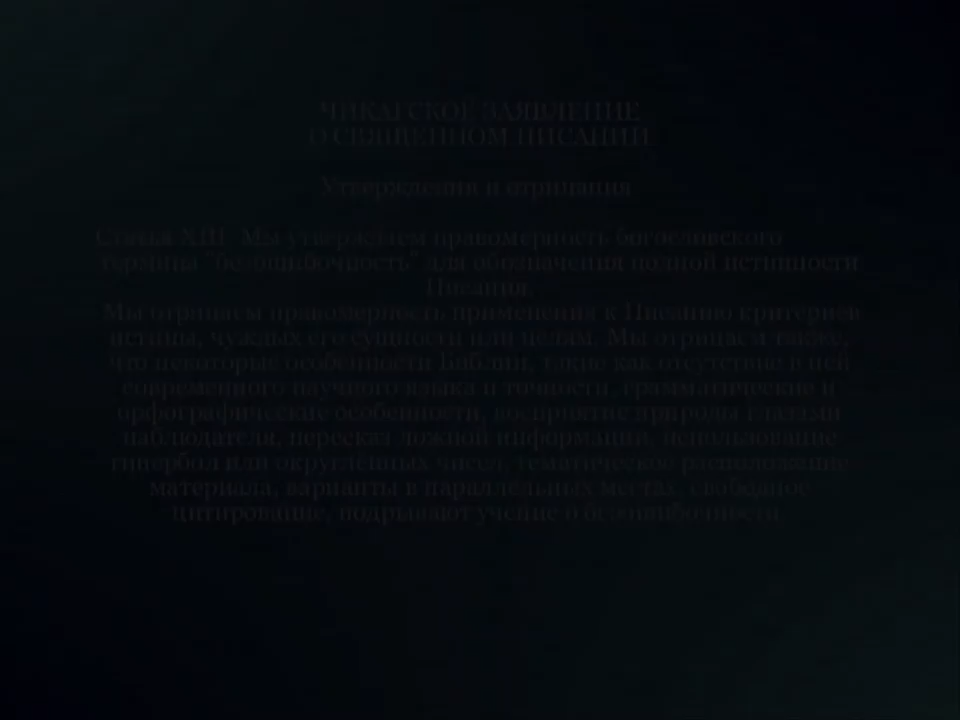 ЧИКАГСКОЕ ЗАЯВЛЕНИЕ
О СВЯЩЕННОМ ПИСАНИИ
Утверждения и отрицания
Статья XIII. Мы утверждаем правомерность богословского
термина "безошибочность" для обозначения полной истинности
Писания.
Мы отрицаем правомерность применения к Писанию критериев
истины, чуждых его сущности или целям. Мы отрицаем также,
что некоторые особенности Библии, такие как отсутствие в ней
современного научного языка и точности, грамматические и
орфографические особенности, восприятие природы глазами
наблюдателя, пересказ ложной информации, использование
гипербол или округлённых чисел, тематическое расположение
материала, варианты в параллельных местах, свободное
цитирование, подрывают учение о безошибочности.